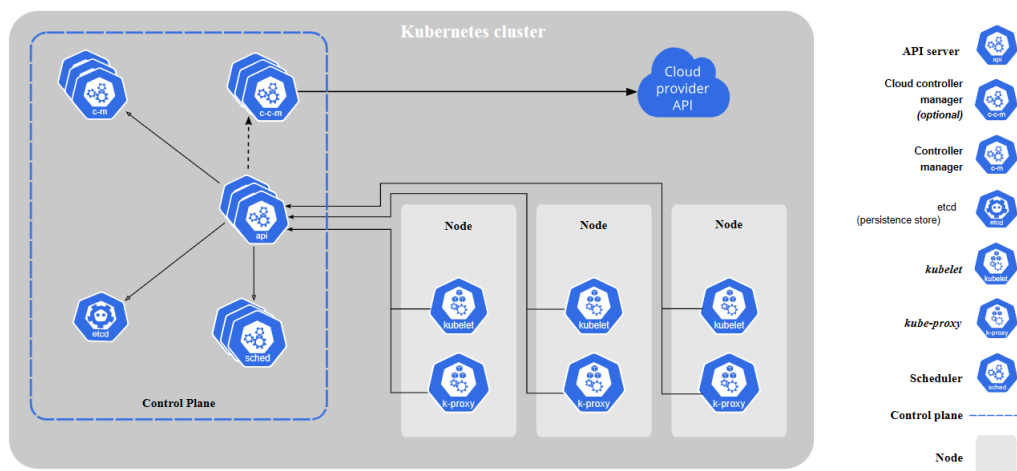 Kubernetes cluster
c-m
c-c-m
Cloud
provider
API
api
etcd
sched
Control Plane
Node
kubelet
k-proxy
Node
kubelet
k-proxy
Node
kubelet
k-proxy
API server
api
Cloud controller
manager
(optional)
c-c-m
Controller
manager
c-m
etcd
(persistence store)
etcd
kubelet
kubelet
kube-proxy
k-proxy
Scheduler
sched
Control plane
Node